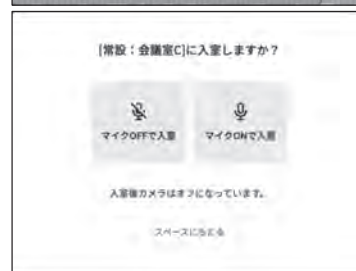 [常設：会議室C]に入室しますか？
マイクOFFで入室
マイクONで入室
入室後カメラはオフになっています。
スペースにもどる